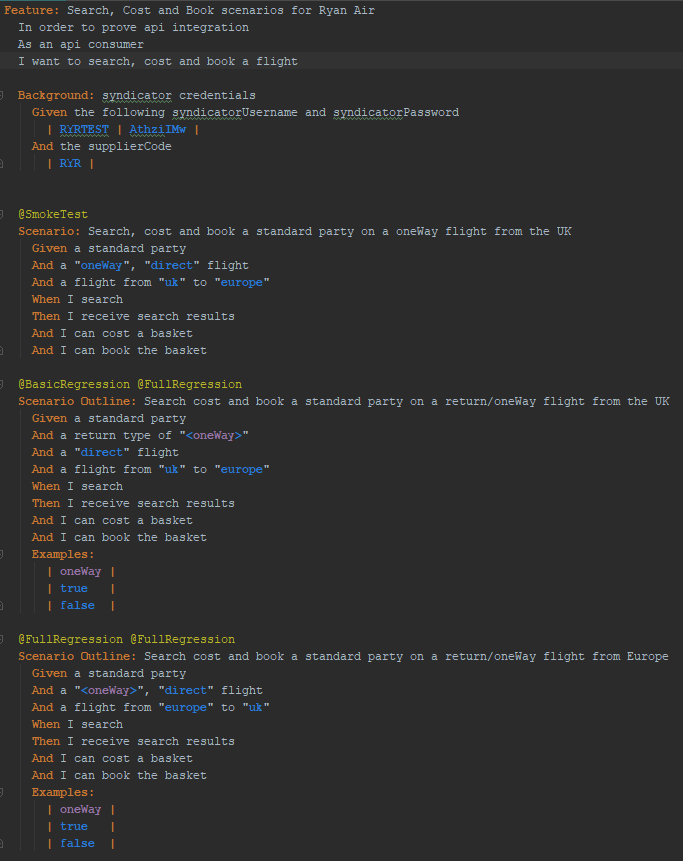 Feature: Search, Cost and Book scenarios for Ryan Air
In order to prove api integration
As an api consumer
I want to search, cost and book a flight
Background: syndicator credentials
Given the following syndicatorUsername and syndicatorPassword
| RYRTEST | AthziIMw |
And the supplierCode
| RYR |
@SmokeTest
Scenario: Search, cost and book a standard party on a oneWay flight from the UK
Given a standard party
And a "oneWay", "direct" flight
And a flight from "uk" to "europe"
When I search
Then I receive search results
And I can cost a basket
And I can book the basket
@BasicRegression @FullRegression
Scenario Outline: Search cost and book a standard party on a return/oneWay flight from the UK
Given a standard party
And a return type of "<oneWay>"
And a "direct" flight
And a flight from "uk" to "europe"
When I search
Then I receive search results
And I can cost a basket
And I can book the basket
Examples:
| oneWay |
| true |
| false |
@FullRegression @FullRegression
Scenario Outline: Search cost and book a standard party on a return/oneWay flight from Europe
Given a standard party
And a "<oneWay>", "direct" flight
And a flight from "europe" to "uk"
When I search
Then I receive search results
And I can cost a basket
And I can book the basket
Examples:
| oneWay |
| true |
| false |